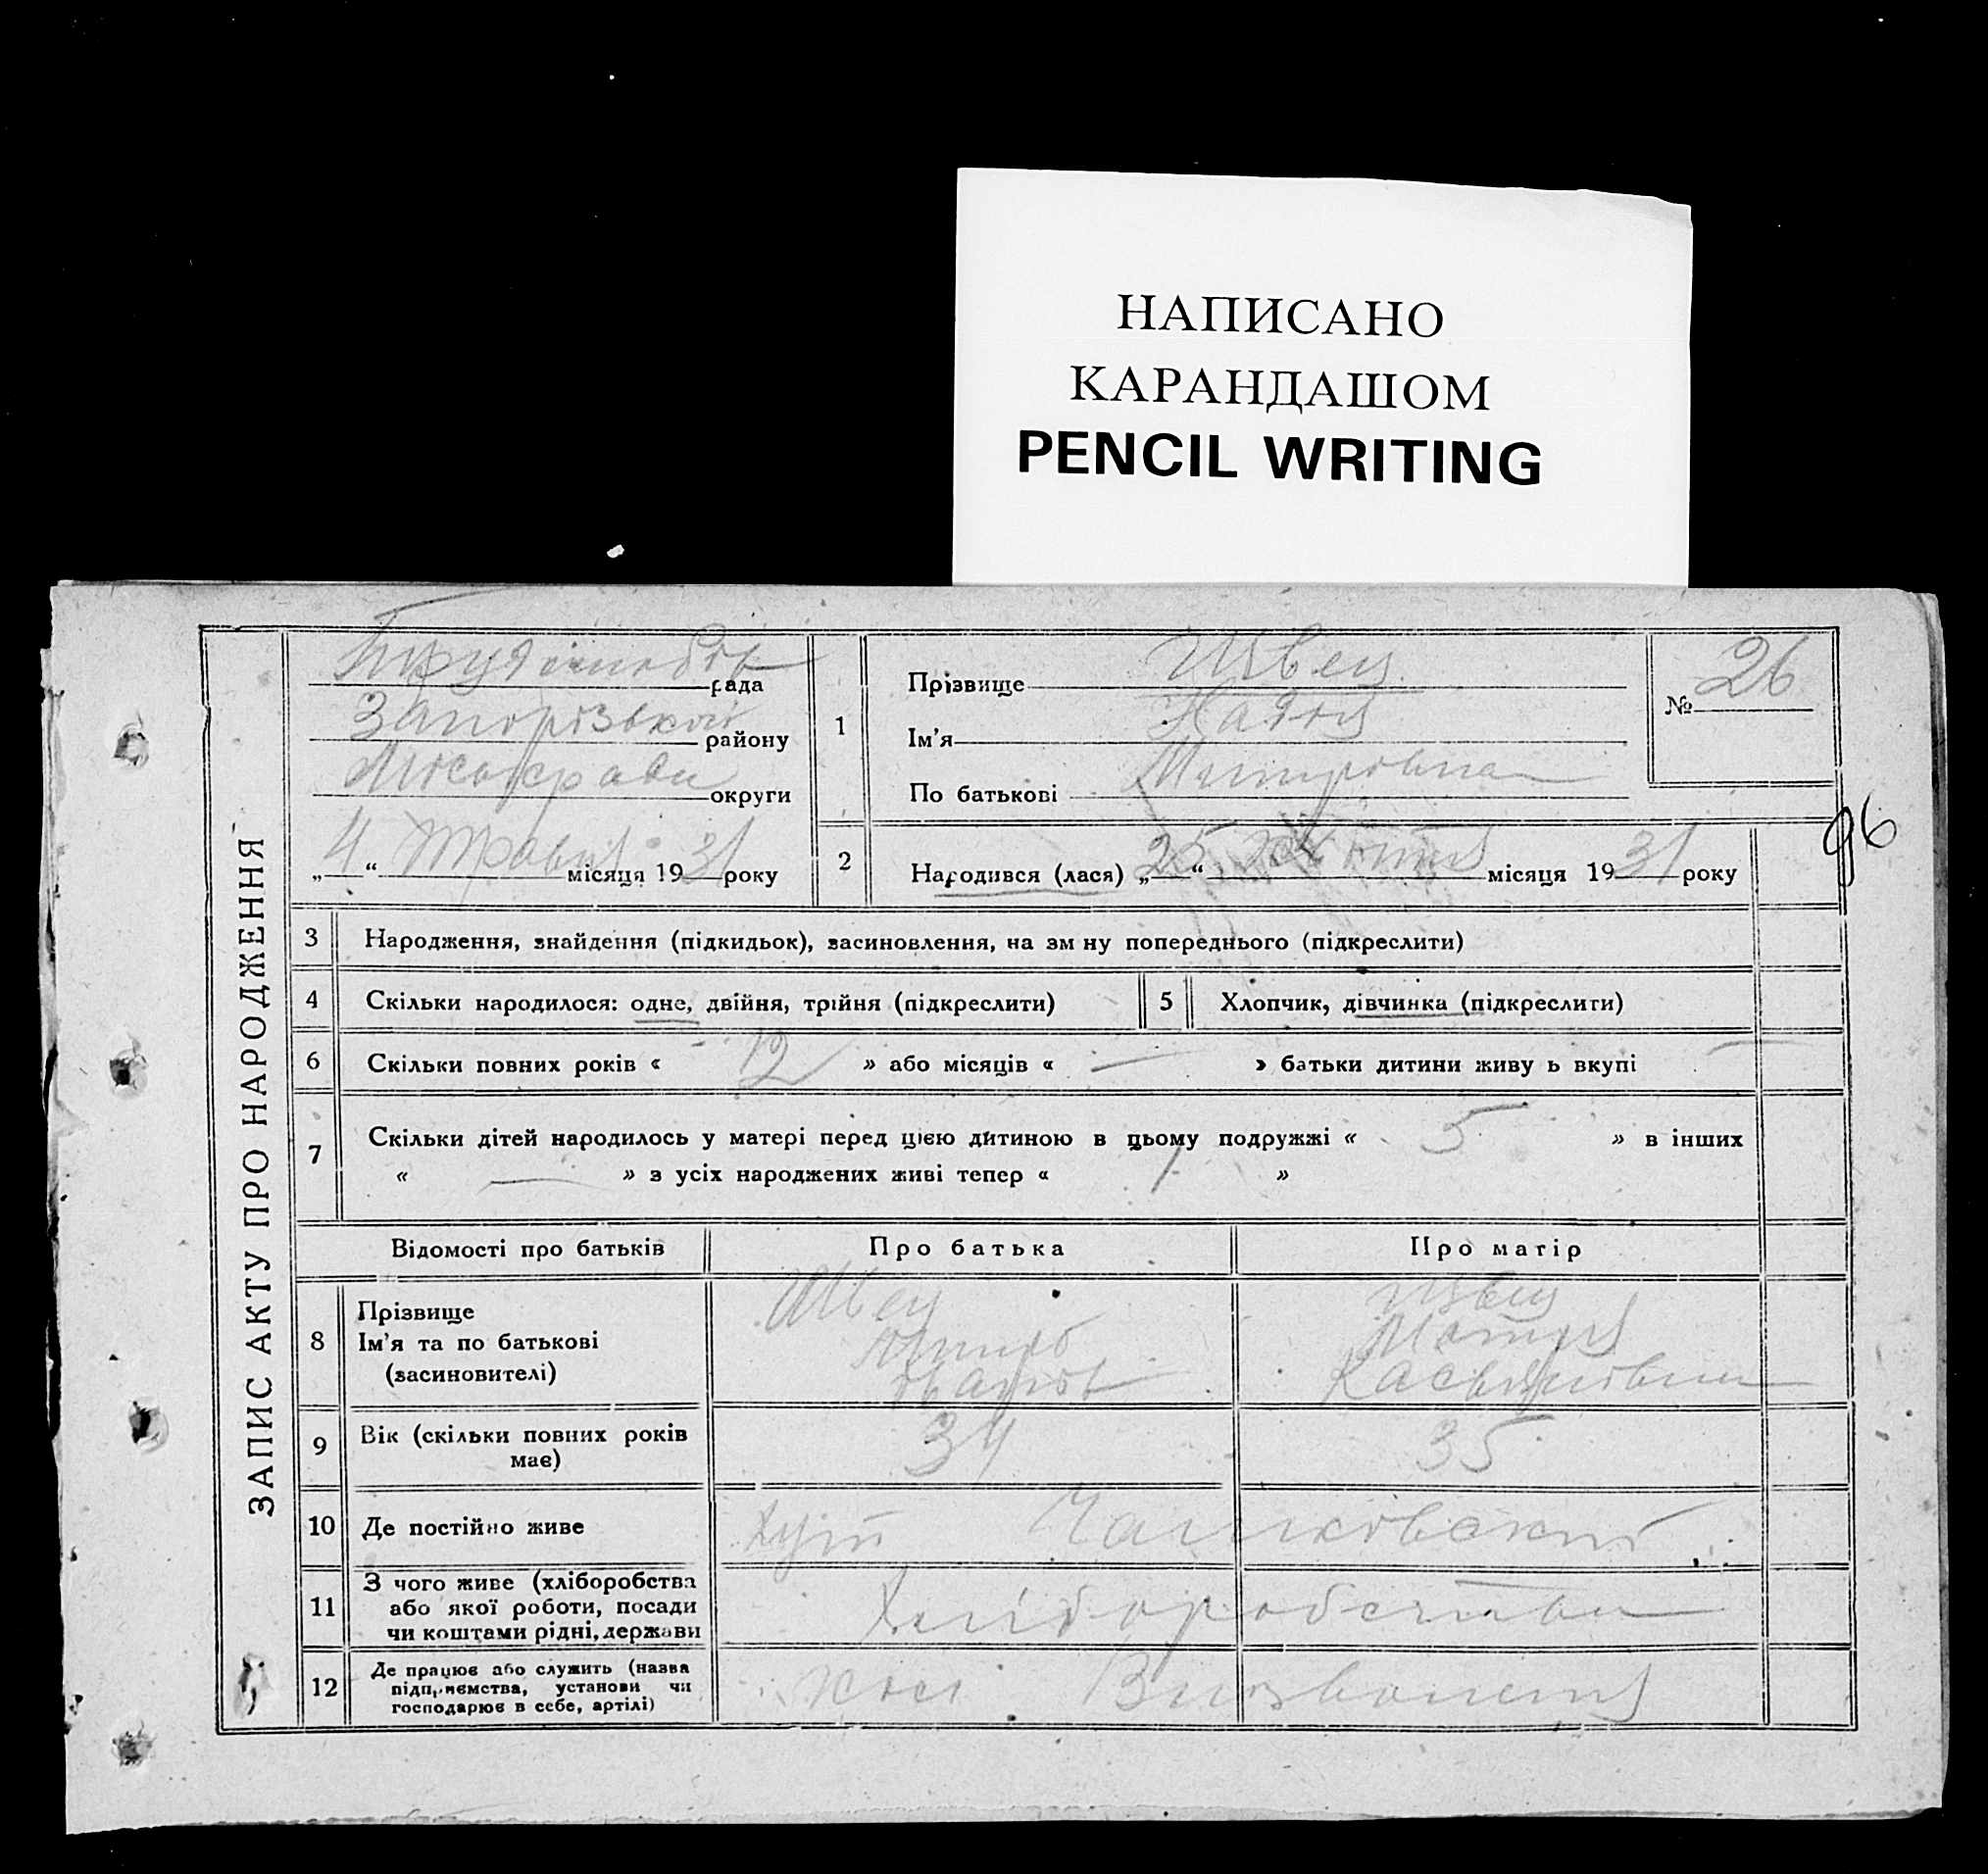 НАПИСАНО
КАРАНДАШОМ
PENCIL WRITING
ЗАПИС АКТУ ПРО НАРОДЖЕННЯ
рада
Запорізької району
округи
„4“ Травня місяця 1931 року
1
Прізвище Швец
Ім'я Надія
По батькові
№ 26
96
2 Народився (лася) „25“ місяця 1931 року
3 Народження, знайдення (підкидьок), засиновлення, на зм ну попереднього (підкреслити)
4 Скільки народилося: одне, двійня, трійня (підкреслити)
5 Хлопчик, дівчинка (підкреслити)
6 Скільки повних років « 12 » або місяців « — » батьки дитини живу ь вкупі
7 Скільки дітей народилось у матері перед цією дитиною в цьому подружжі « 5 » в інших
« — » з усіх народжених живі тепер « 1 »
Відомості про батьків Про батька Про матір
8 Прізвище Швец Швец
Ім'я та по батькові Мотря
(засиновителі)
9 Вік (скільки повних років має) 34 35
10 Де постійно живе Хут
11 З чого живе (хліборобства
або якої роботи, посади
чи коштами рідні, держави
Хліборобства
12 Де працює або служить (назва
підприємства, установи чи
господарює в себе, артілі)